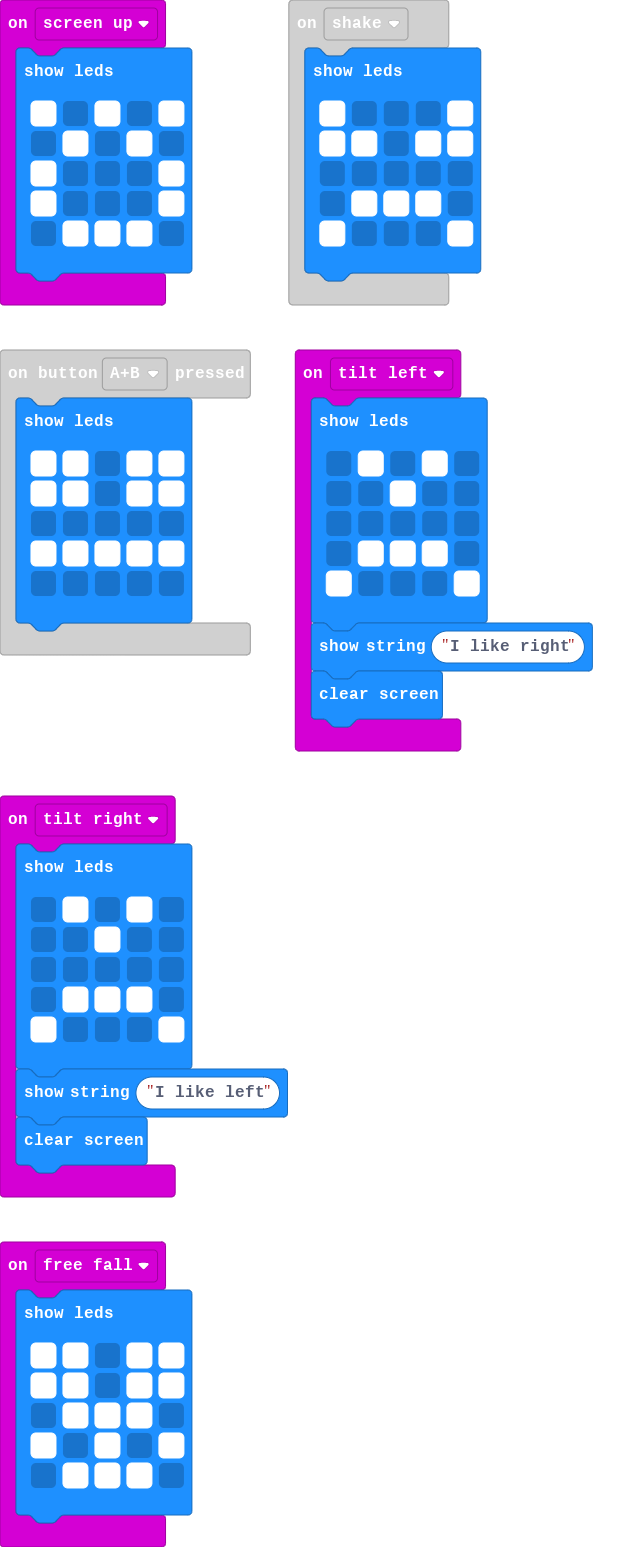 on screen up
show leds
on shake
show leds
on button A+B pressed
show leds
on tilt left
show leds
show string "I like right"
clear screen
on tilt right
show leds
show string "I like left"
clear screen
on free fall
show leds